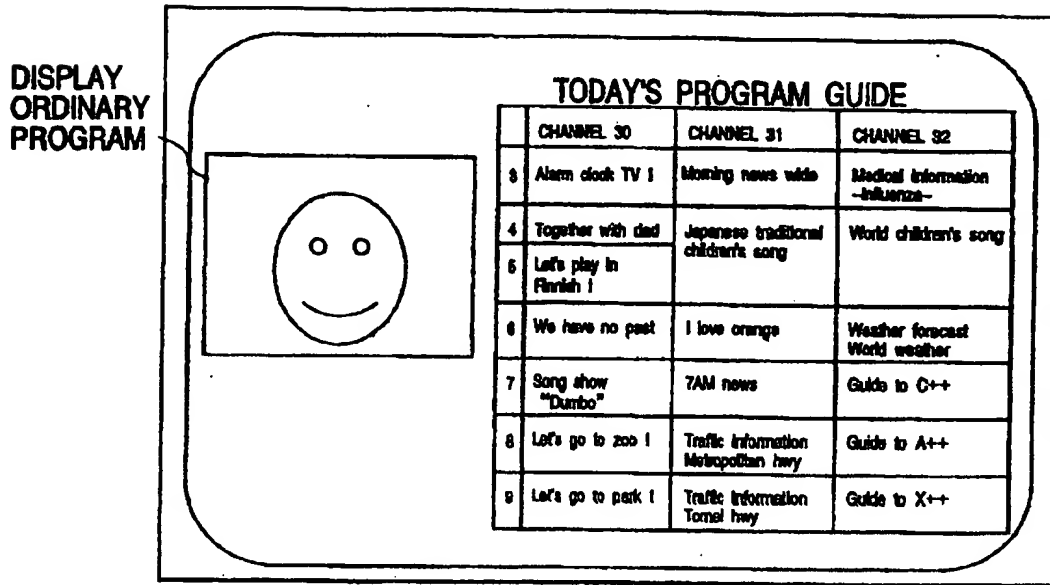 DISPLAY
ORDINARY
PROGRAM
TODAY'S PROGRAM GUIDE
CHANNEL 30 CHANNEL 31 CHANNEL 32
3 Alarm clock TV ! Morning news wide Medical information
-Influenza-
4 Together with dad Japanese traditional World children's song
children's song
5 Let's play in
Finnish !
6 We have no past I love orange Weather forecast
World weather
7 Song show 7AM news Guide to C++
"Dumbo"
8 Let's go to zoo ! Traffic information Guide to A++
Metropolitan hwy
9 Let's go to park ! Traffic information Guide to X++
Tomei hwy